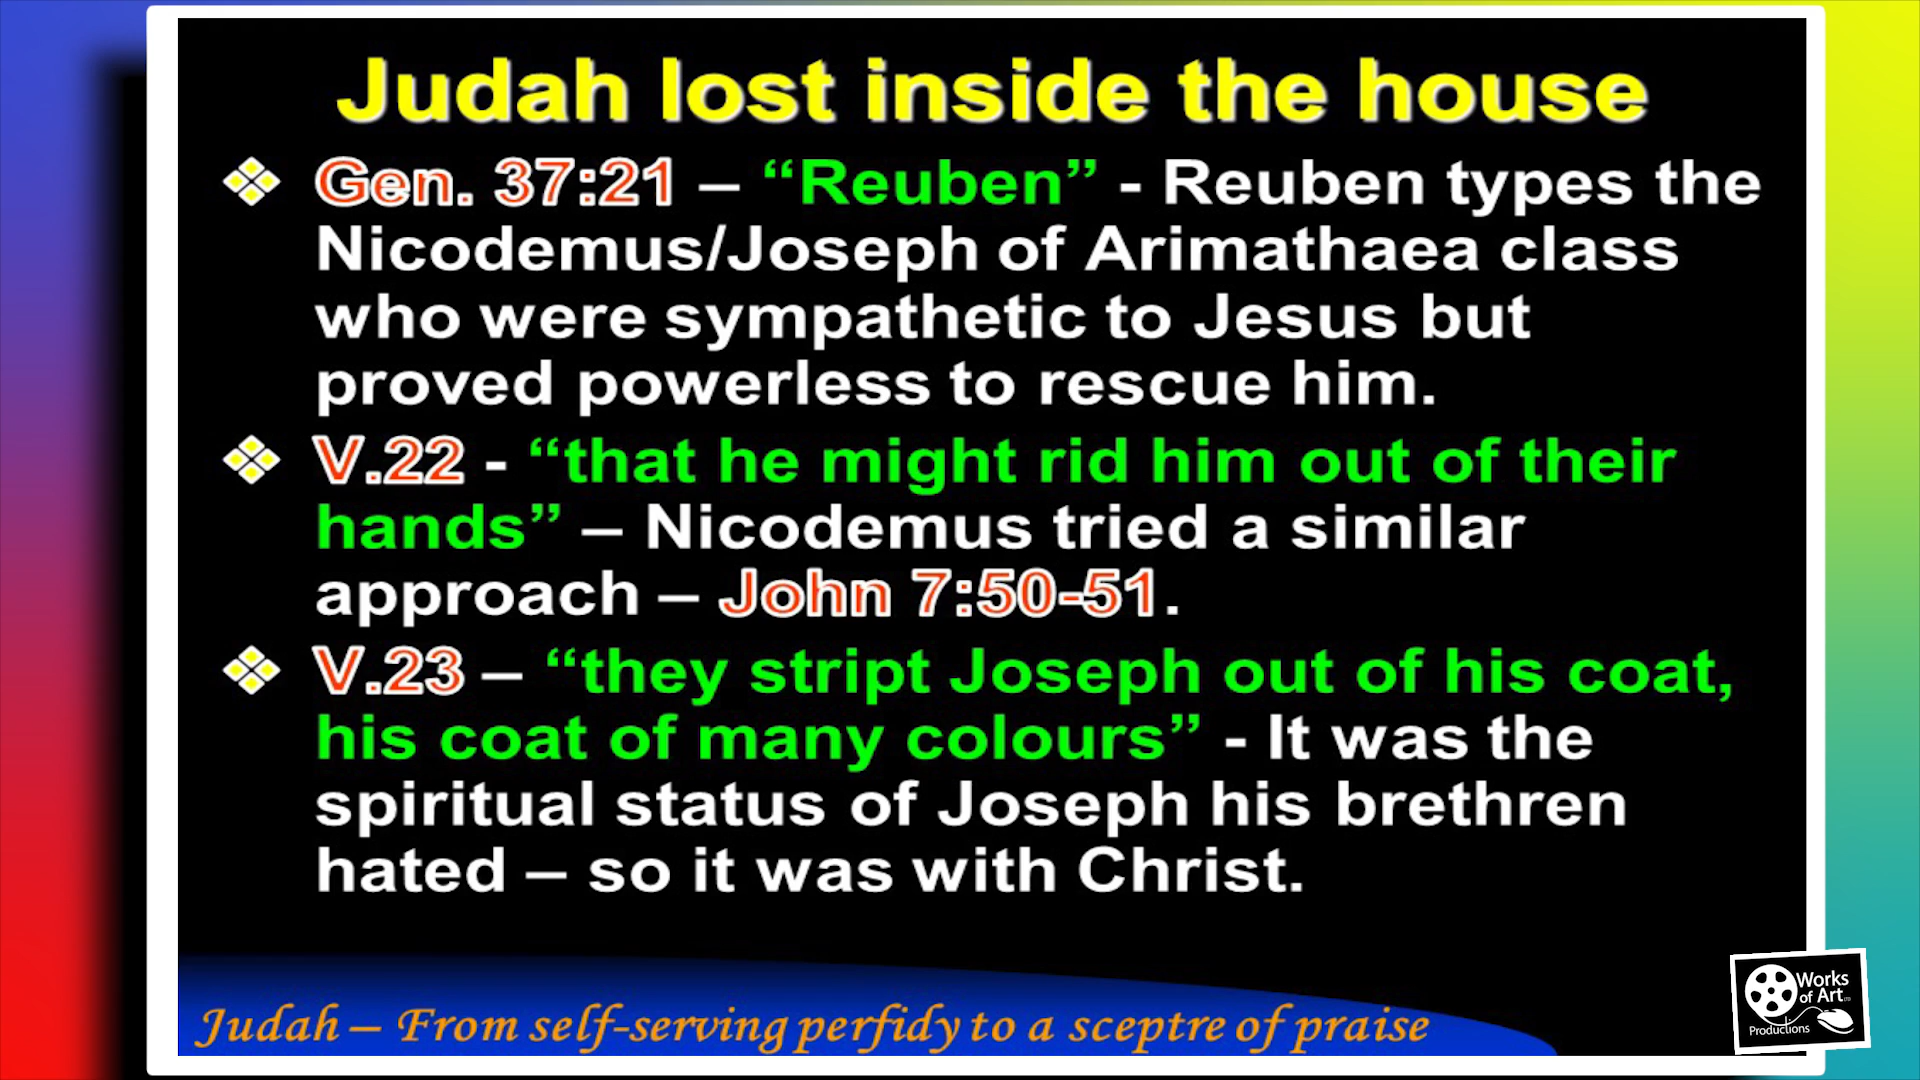 Judah lost inside the house
Gen. 37:21 – “Reuben” - Reuben types the
Nicodemus/Joseph of Arimathaea class
who were sympathetic to Jesus but
proved powerless to rescue him.
V.22 - “that he might rid him out of their
hands” – Nicodemus tried a similar
approach – John 7:50-51.
V.23 – “they stript Joseph out of his coat,
his coat of many colours” - It was the
spiritual status of Joseph his brethren
hated – so it was with Christ.
Judah – From self-serving perfidy to a sceptre of praise
Works
of Art
Productions